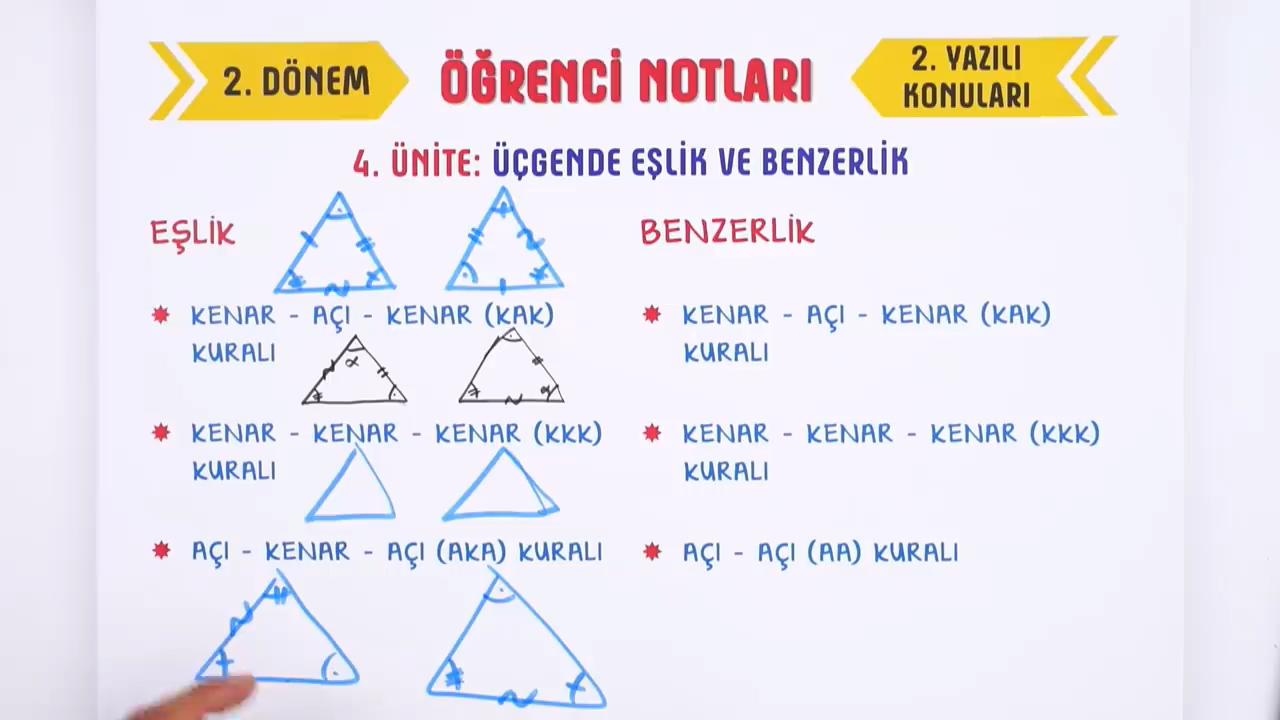 2. DÖNEM
ÖĞRENCİ NOTLARI
2. YAZILI
KONULARI
4. ÜNİTE: ÜÇGENDE EŞLİK VE BENZERLİK
EŞLİK
KENAR - AÇI - KENAR (KAK)
KURALI
α
α
KENAR - KENAR - KENAR (KKK)
KURALI
AÇI - KENAR - AÇI (AKA) KURALI
BENZERLİK
KENAR - AÇI - KENAR (KAK)
KURALI
KENAR - KENAR - KENAR (KKK)
KURALI
AÇI - AÇI (AA) KURALI